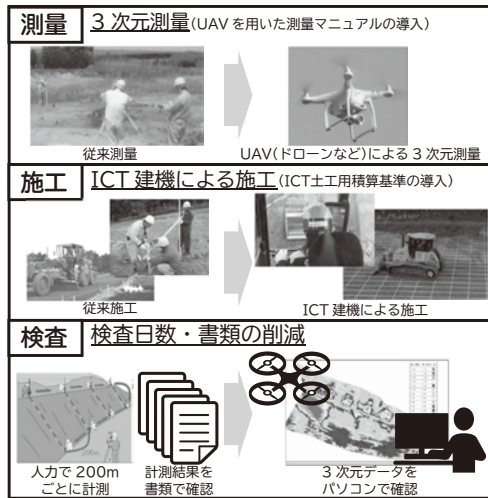 測量 3次元測量(UAVを用いた測量マニュアルの導入)
従来測量
UAV(ドローンなど)による3次元測量
施工 ICT建機による施工(ICT土工用積算基準の導入)
従来施工
ICT建機による施工
検査 検査日数・書類の削減
200m
人力で200m
ごとに計測
計測結果を
書類で確認
3次元データを
パソコンで確認